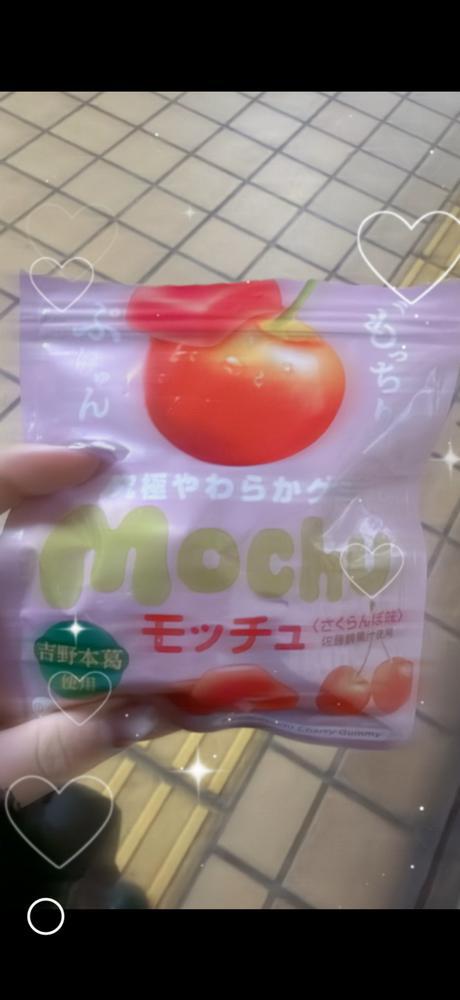 もっちり
ぷにゅん
究極やわらかグミ
Mochu
モッチュ
〈さくらんぼ味〉
佐藤錦果汁使用
吉野本葛
使用
Cherry Gummy